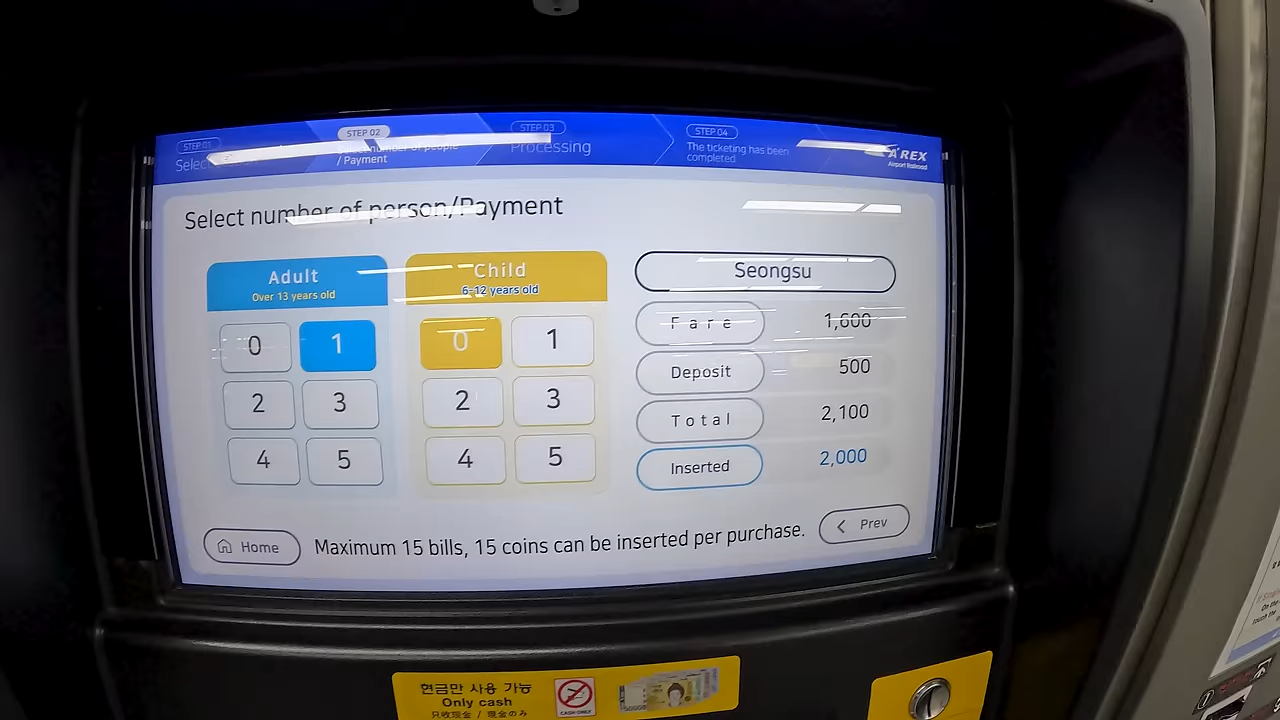 STEP 01
STEP 02
STEP 03
STEP 04
Select
number of people
/ Payment
Processing
The ticketing has been
completed
A'REX
Airport Railroad
Select number of person/Payment
Adult
Over 13 years old
0 1
2 3
4 5
Child
6-12 years old
0 1
2 3
4 5
Seongsu
Fare 1,600
Deposit 500
Total 2,100
Inserted 2,000
Home
Maximum 15 bills, 15 coins can be inserted per purchase.
Prev
현금만 사용 가능
Only cash
只收現金 / 現金のみ
CASH ONLY